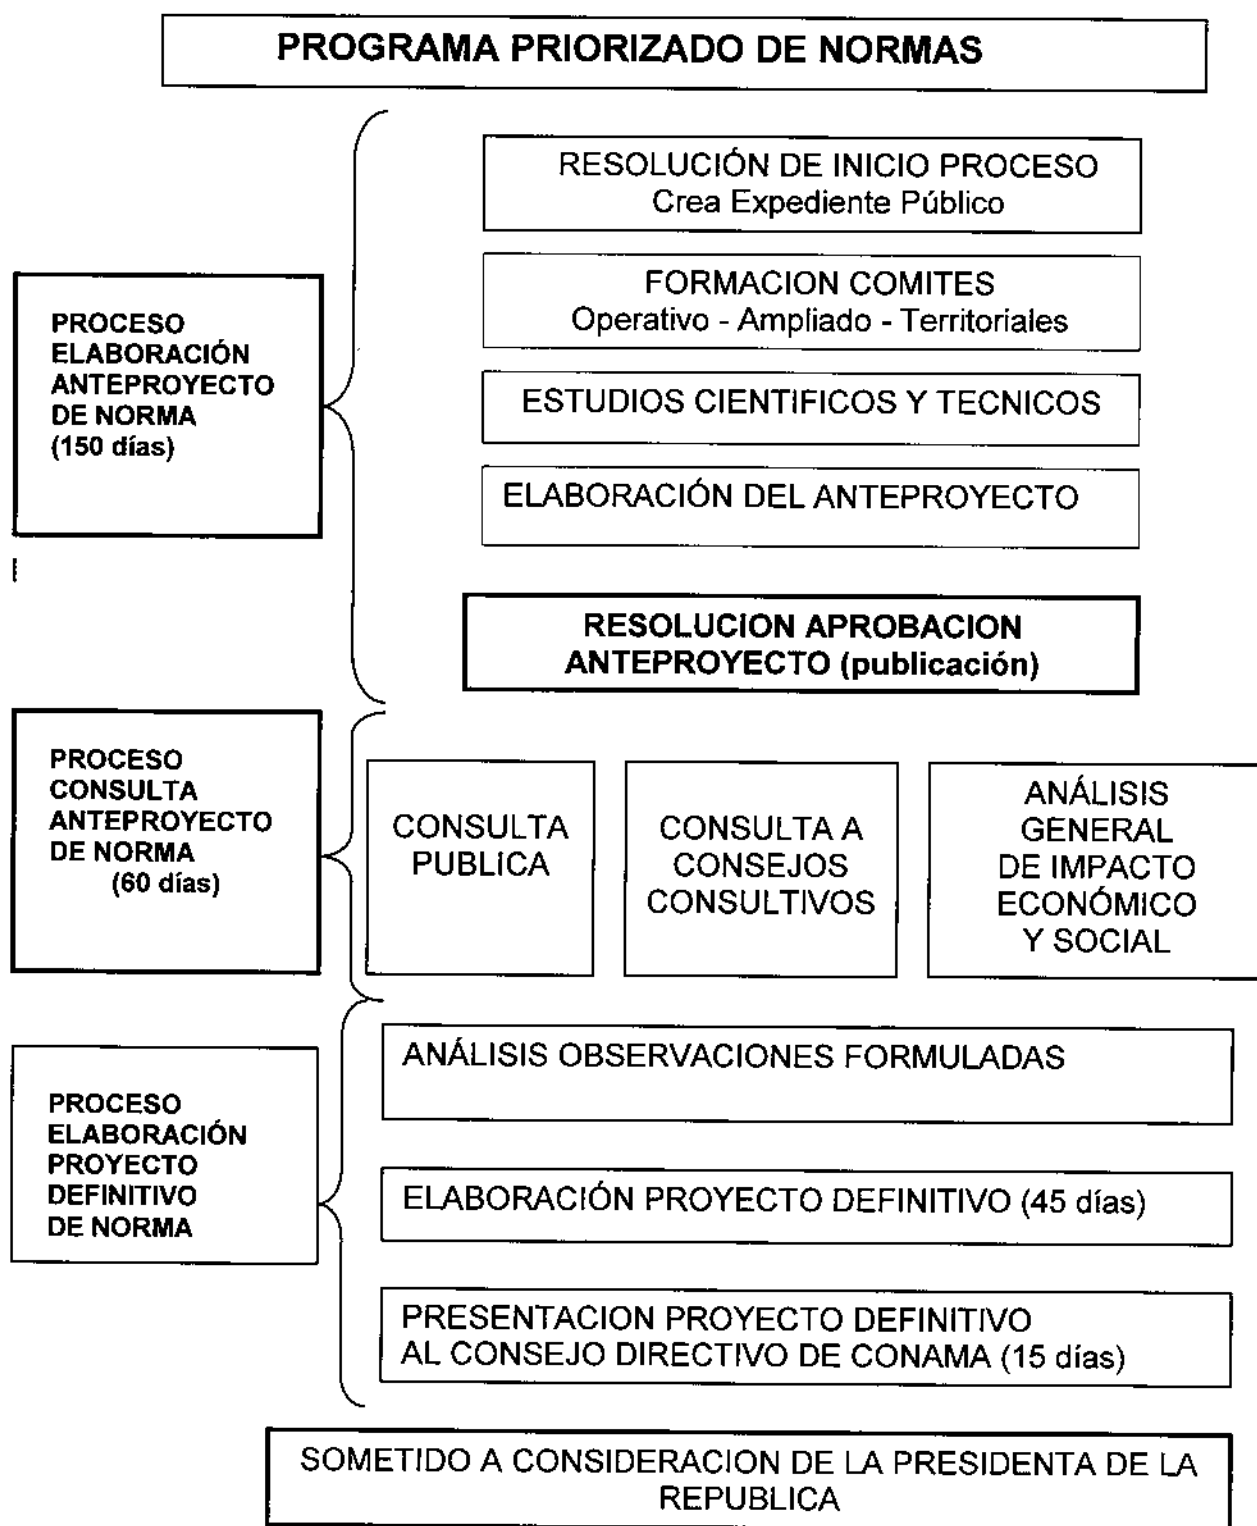 PROGRAMA PRIORIZADO DE NORMAS
PROCESO
ELABORACIÓN
ANTEPROYECTO
DE NORMA
(150 días)
RESOLUCIÓN DE INICIO PROCESO
Crea Expediente Público
FORMACION COMITES
Operativo - Ampliado - Territoriales
ESTUDIOS CIENTIFICOS Y TECNICOS
ELABORACIÓN DEL ANTEPROYECTO
RESOLUCION APROBACION
ANTEPROYECTO (publicación)
PROCESO
CONSULTA
ANTEPROYECTO
DE NORMA
(60 días)
CONSULTA
PUBLICA
CONSULTA A
CONSEJOS
CONSULTIVOS
ANÁLISIS
GENERAL
DE IMPACTO
ECONÓMICO
Y SOCIAL
PROCESO
ELABORACIÓN
PROYECTO
DEFINITIVO
DE NORMA
ANÁLISIS OBSERVACIONES FORMULADAS
ELABORACIÓN PROYECTO DEFINITIVO (45 días)
PRESENTACION PROYECTO DEFINITIVO
AL CONSEJO DIRECTIVO DE CONAMA (15 días)
SOMETIDO A CONSIDERACION DE LA PRESIDENTA DE LA
REPUBLICA